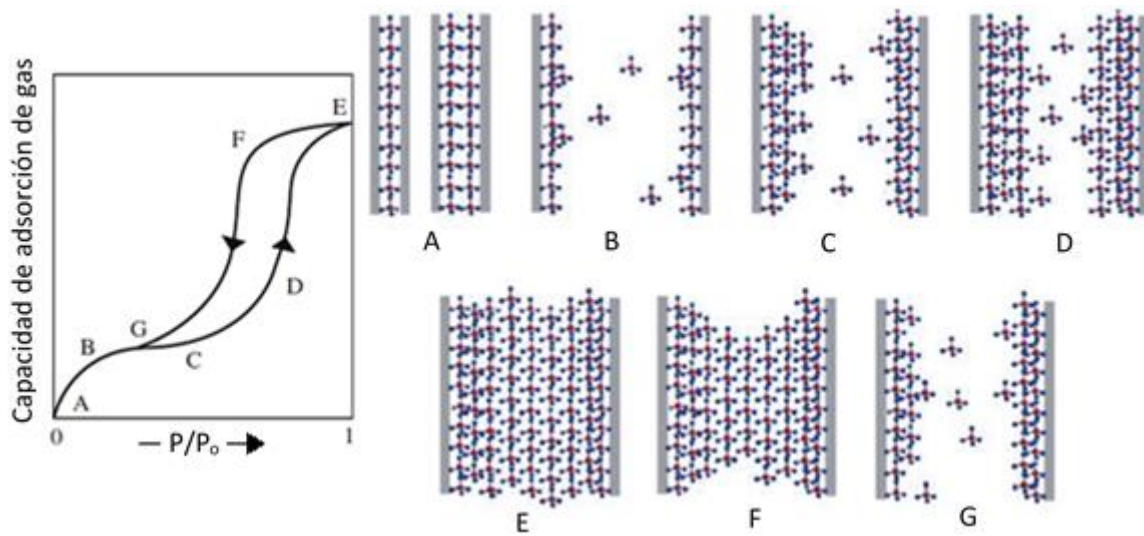 Capacidad de adsorción de gas
E
F
D
G
B
C
A
0
1
— P/Pₒ →
A
B
C
D
E
F
G